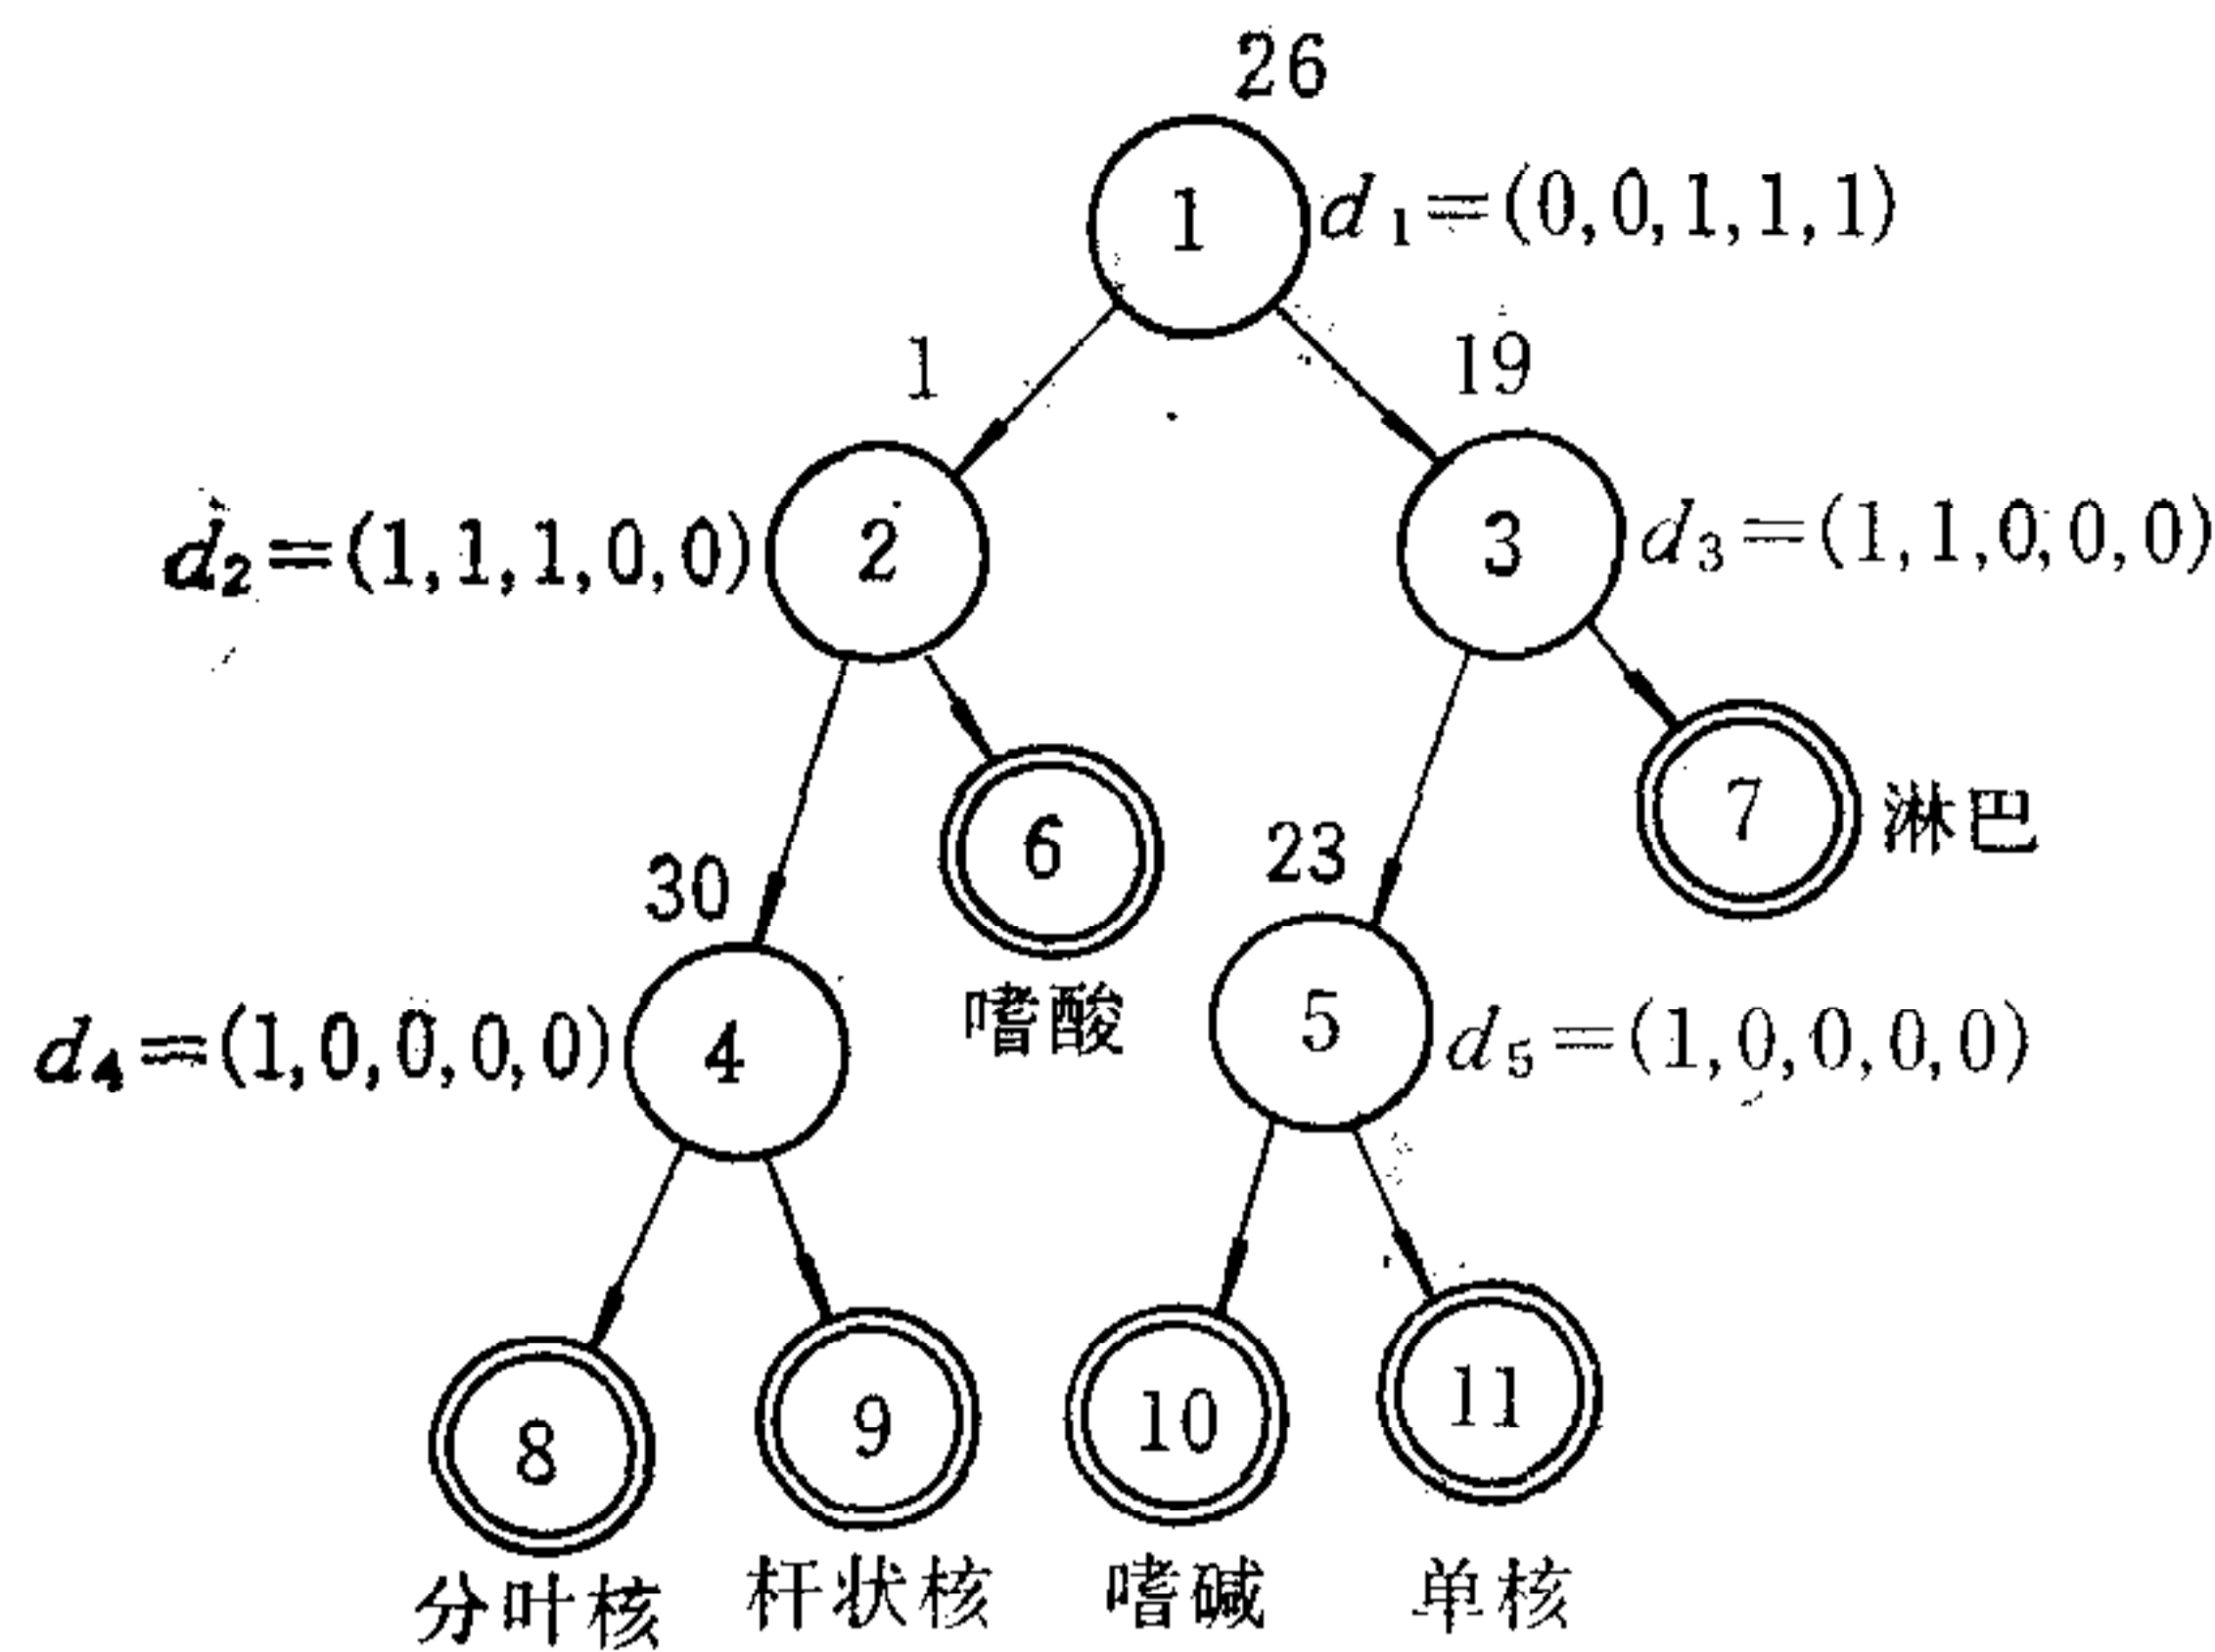 26
1 d₁=(0,0,1,1,1)
1 19
d₂=(1,1,1,0,0) 2 3 d₃=(1,1,0,0,0)
30 6 23 7 淋巴
嗜酸
d₄=(1,0,0,0,0) 4 5 d₅=(1,0,0,0,0)
8 9 10 11
分叶核 杆状核 嗜碱 单核